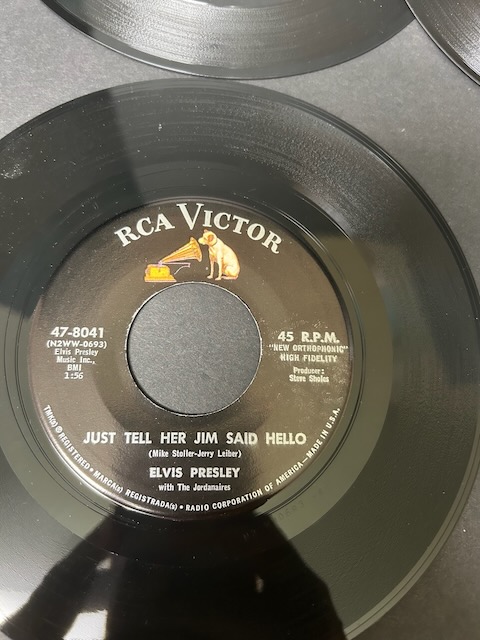 RCA VICTOR
47-8041
(N2WW-0693)
Elvis Presley
Music Inc.,
BMI
1:56
45 R.P.M.
"NEW ORTHOPHONIC"
HIGH FIDELITY
Producer:
Steve Sholes
JUST TELL HER JIM SAID HELLO
(Mike Stoller-Jerry Leiber)
ELVIS PRESLEY
with The Jordanaires
TMK(s) ® REGISTERED • MARCA(s) REGISTRADA(s) • RADIO CORPORATION OF AMERICA—MADE IN U.S.A.